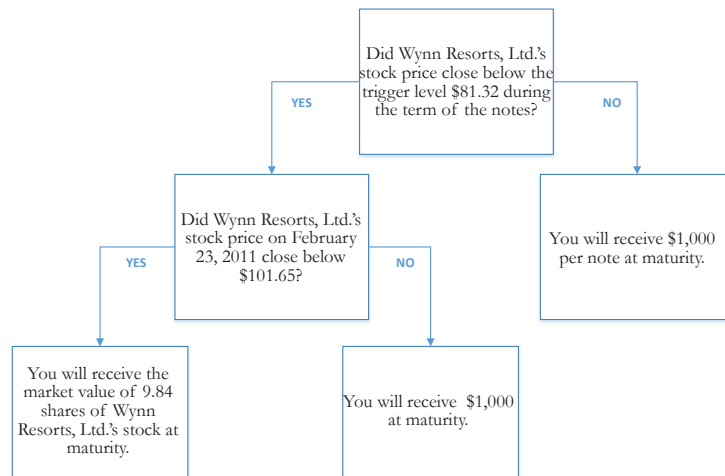 Did Wynn Resorts, Ltd.'s
stock price close below the
trigger level $81.32 during
the term of the notes?
YES
NO
Did Wynn Resorts, Ltd.'s
stock price on February
23, 2011 close below
$101.65?
You will receive $1,000
per note at maturity.
YES
NO
You will receive the
market value of 9.84
shares of Wynn
Resorts, Ltd.'s stock at
maturity.
You will receive $1,000
at maturity.